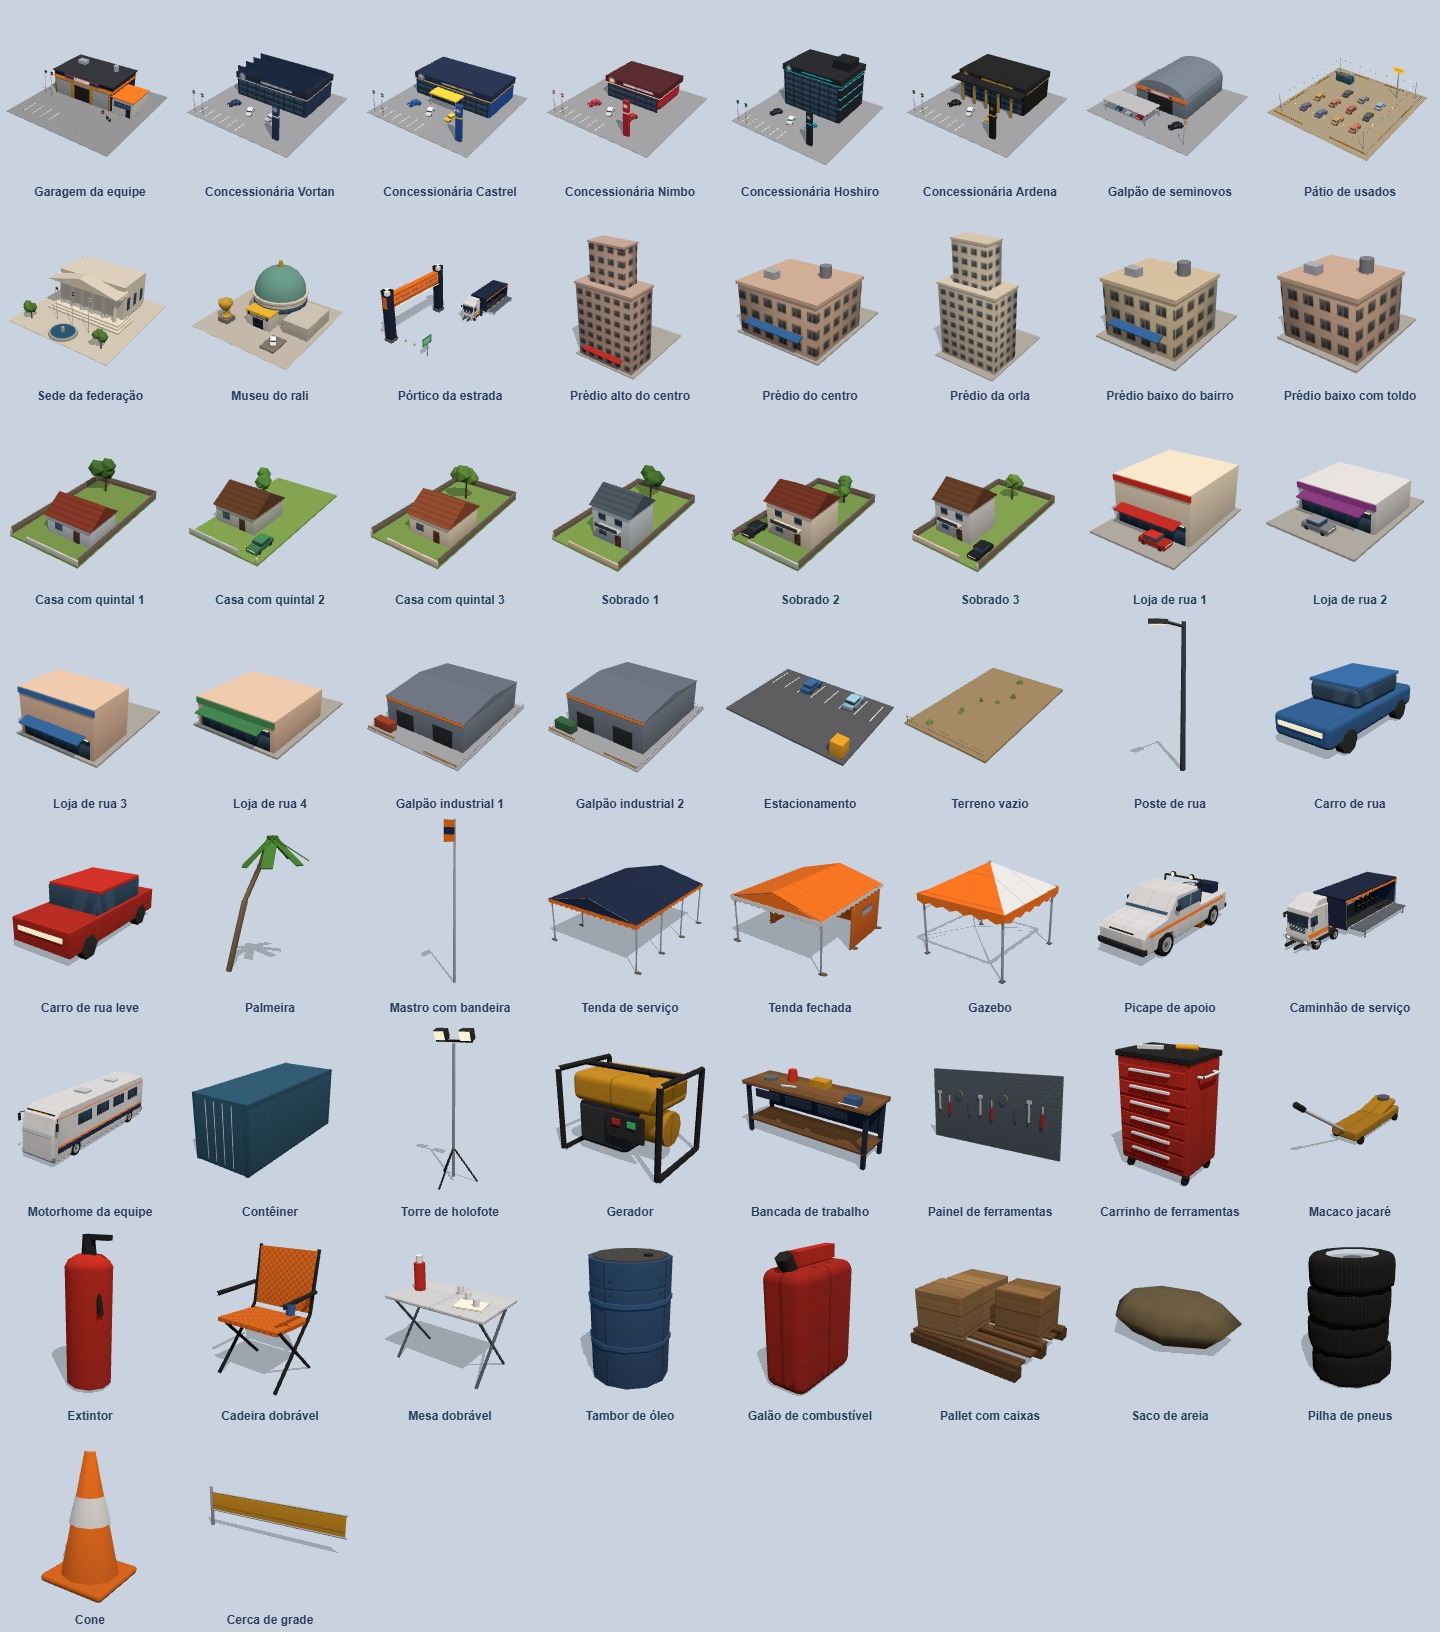 Garagem da equipe
Concessionária Vortan
Concessionária Castrel
Concessionária Nimbo
Concessionária Hoshiro
Concessionária Ardena
Galpão de seminovos
Pátio de usados
Sede da federação
Museu do rali
Pórtico da estrada
Prédio alto do centro
Prédio do centro
Prédio da orla
Prédio baixo do bairro
Prédio baixo com toldo
Casa com quintal 1
Casa com quintal 2
Casa com quintal 3
Sobrado 1
Sobrado 2
Sobrado 3
Loja de rua 1
Loja de rua 2
Loja de rua 3
Loja de rua 4
Galpão industrial 1
Galpão industrial 2
Estacionamento
Terreno vazio
Poste de rua
Carro de rua
Carro de rua leve
Palmeira
Mastro com bandeira
Tenda de serviço
Tenda fechada
Gazebo
Picape de apoio
Caminhão de serviço
Motorhome da equipe
Contêiner
Torre de holofote
Gerador
Bancada de trabalho
Painel de ferramentas
Carrinho de ferramentas
Macaco jacaré
Extintor
Cadeira dobrável
Mesa dobrável
Tambor de óleo
Galão de combustível
Pallet com caixas
Saco de areia
Pilha de pneus
Cone
Cerca de grade